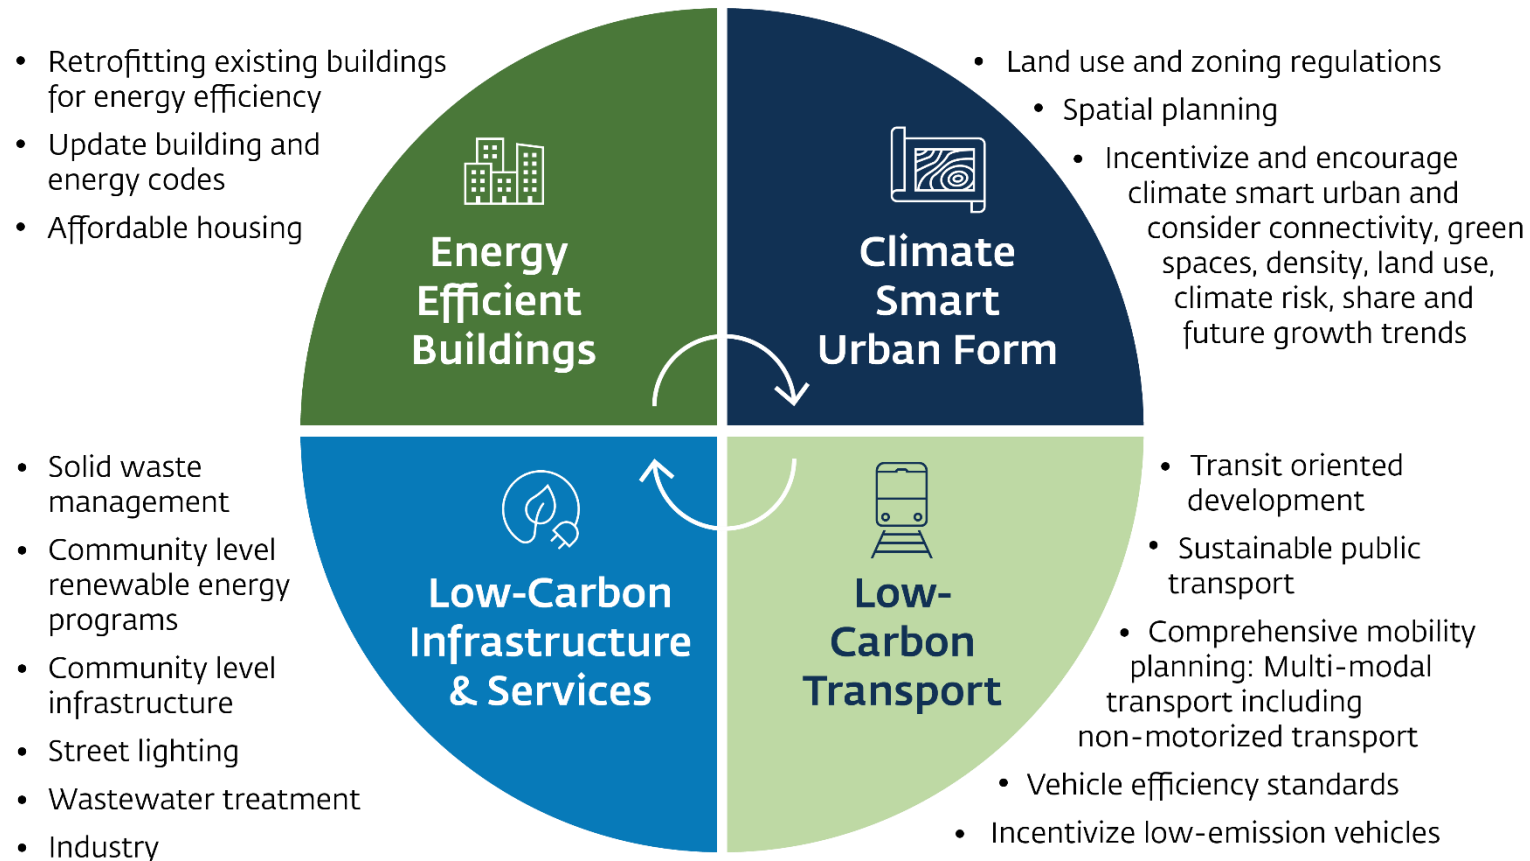 • Retrofitting existing buildings
for energy efficiency
• Update building and
energy codes
• Affordable housing
Energy
Efficient
Buildings
Climate
Smart
Urban Form
• Land use and zoning regulations
• Spatial planning
• Incentivize and encourage
climate smart urban and
consider connectivity, green
spaces, density, land use,
climate risk, share and
future growth trends
• Solid waste
management
• Community level
renewable energy
programs
• Community level
infrastructure
• Street lighting
• Wastewater treatment
• Industry
Low-Carbon
Infrastructure
& Services
Low-
Carbon
Transport
• Transit oriented
development
• Sustainable public
transport
• Comprehensive mobility
planning: Multi-modal
transport including
non-motorized transport
• Vehicle efficiency standards
• Incentivize low-emission vehicles